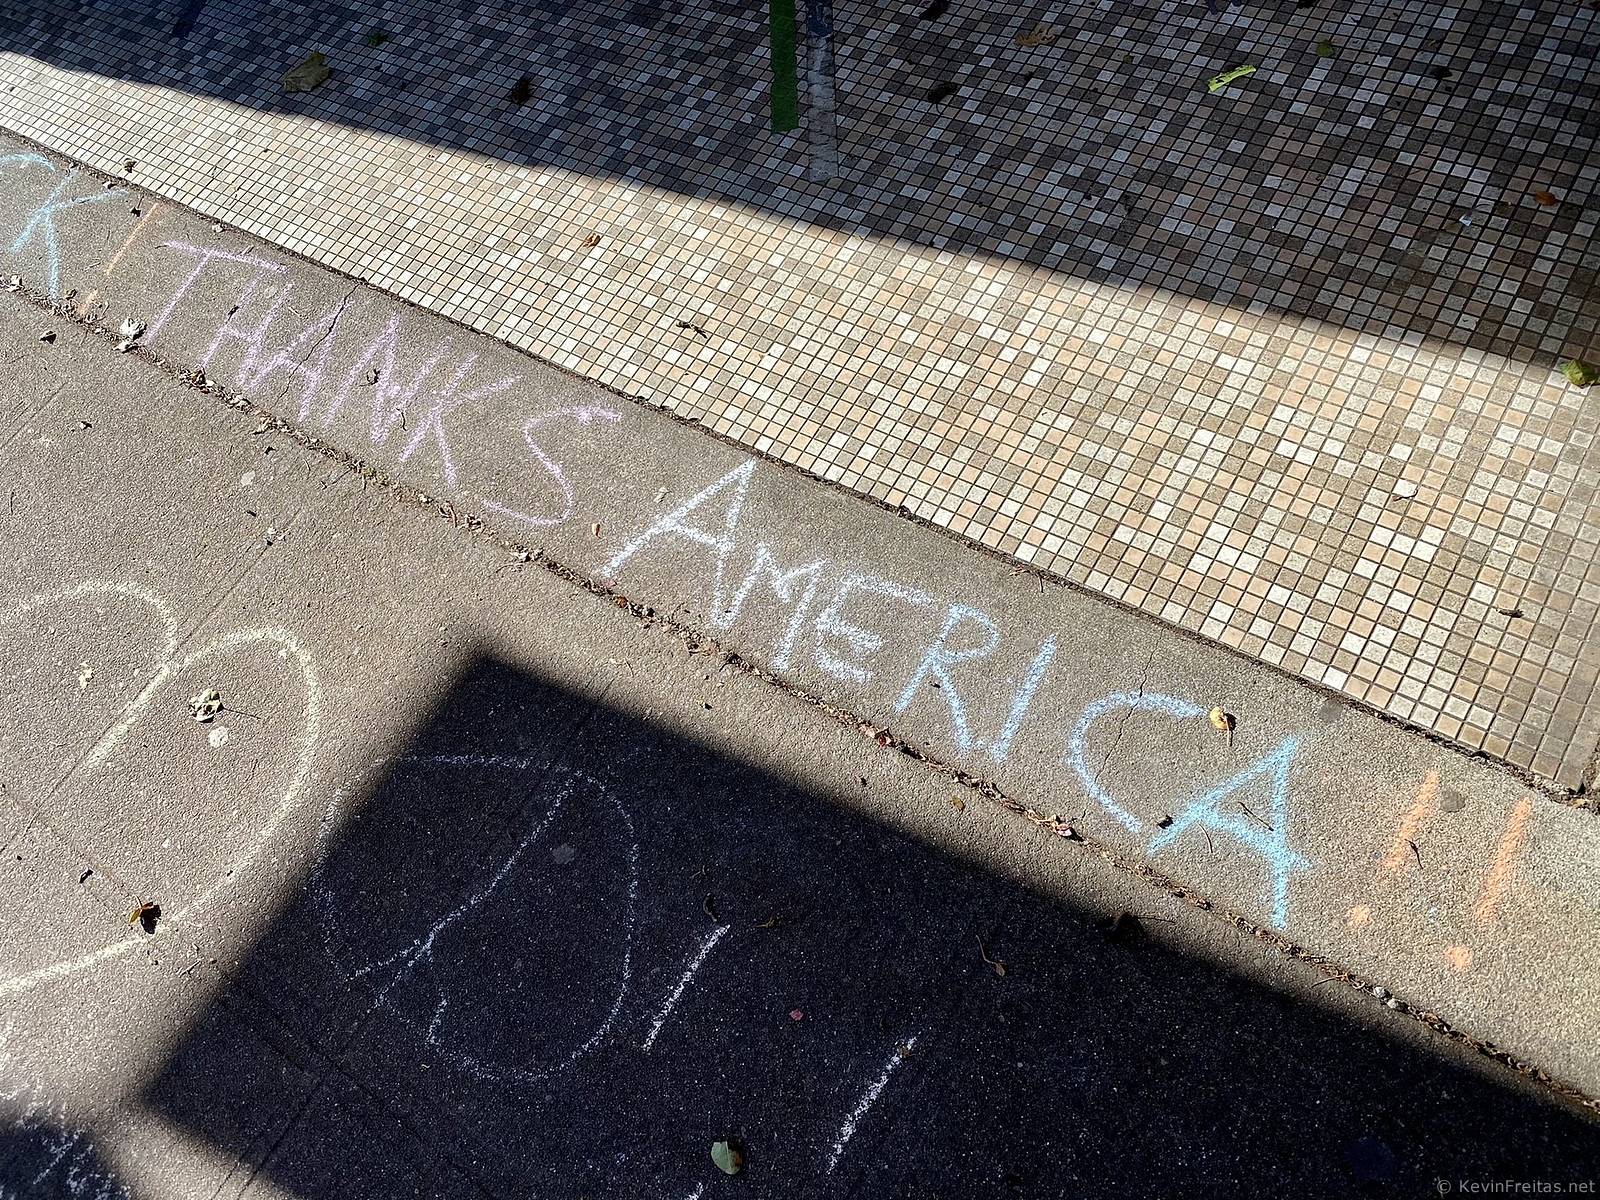 K! THANKS AMERICA!!
© KevinFreitas.net